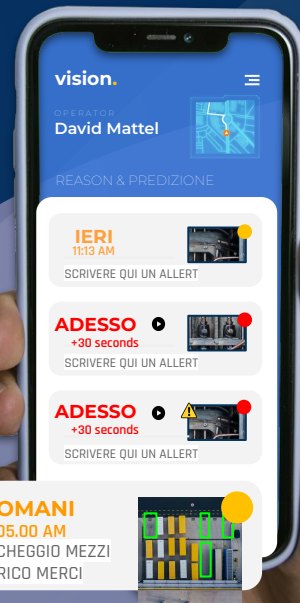 vision.
OPERATOR
David Mattel
REASON & PREDIZIONE
IERI
11:13 AM
SCRIVERE QUI UN ALLERT
ADESSO
+30 seconds
SCRIVERE QUI UN ALLERT
ADESSO
+30 seconds
SCRIVERE QUI UN ALLERT
OMANI
05.00 AM
CHEGGIO MEZZI
RICO MERCI